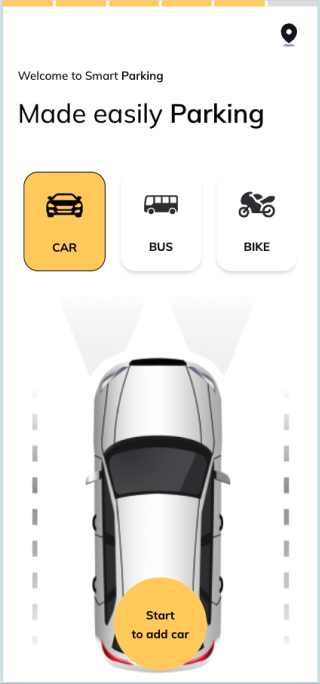 Welcome to Smart Parking
Made easily Parking
CAR
BUS
BIKE
Start
to add car